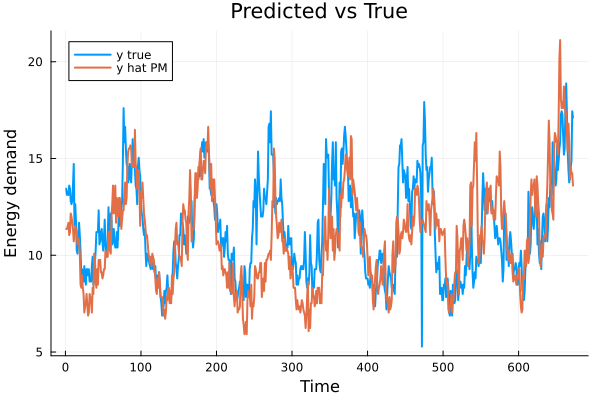 Predicted vs True
y true
y hat PM
Energy demand
20
15
10
5
0 100 200 300 400 500 600
Time